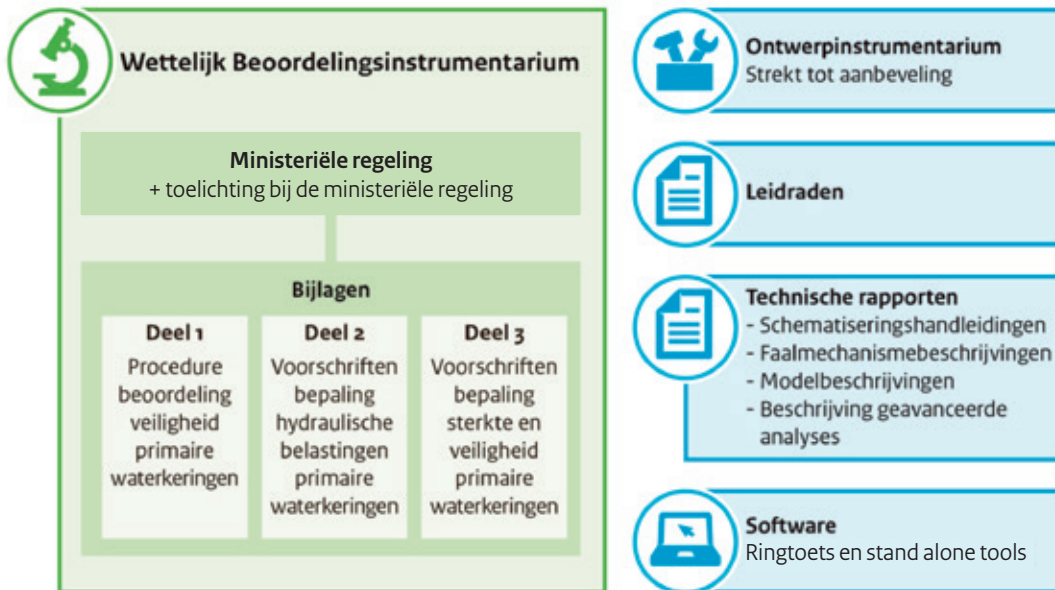 Wettelijk Beoordelingsinstrumentarium
Ministeriële regeling
+ toelichting bij de ministeriële regeling
Bijlagen
Deel 1
Procedure
beoordeling
veiligheid
primaire
waterkeringen
Deel 2
Voorschriften
bepaling
hydraulische
belastingen
primaire
waterkeringen
Deel 3
Voorschriften
bepaling
sterkte en
veiligheid
primaire
waterkeringen
Ontwerpinstrumentarium
Strekt tot aanbeveling
Leidraden
Technische rapporten
- Schematiseringshandleidingen
- Faalmechanismebeschrijvingen
- Modelbeschrijvingen
- Beschrijving geavanceerde
analyses
Software
Ringtoets en stand alone tools